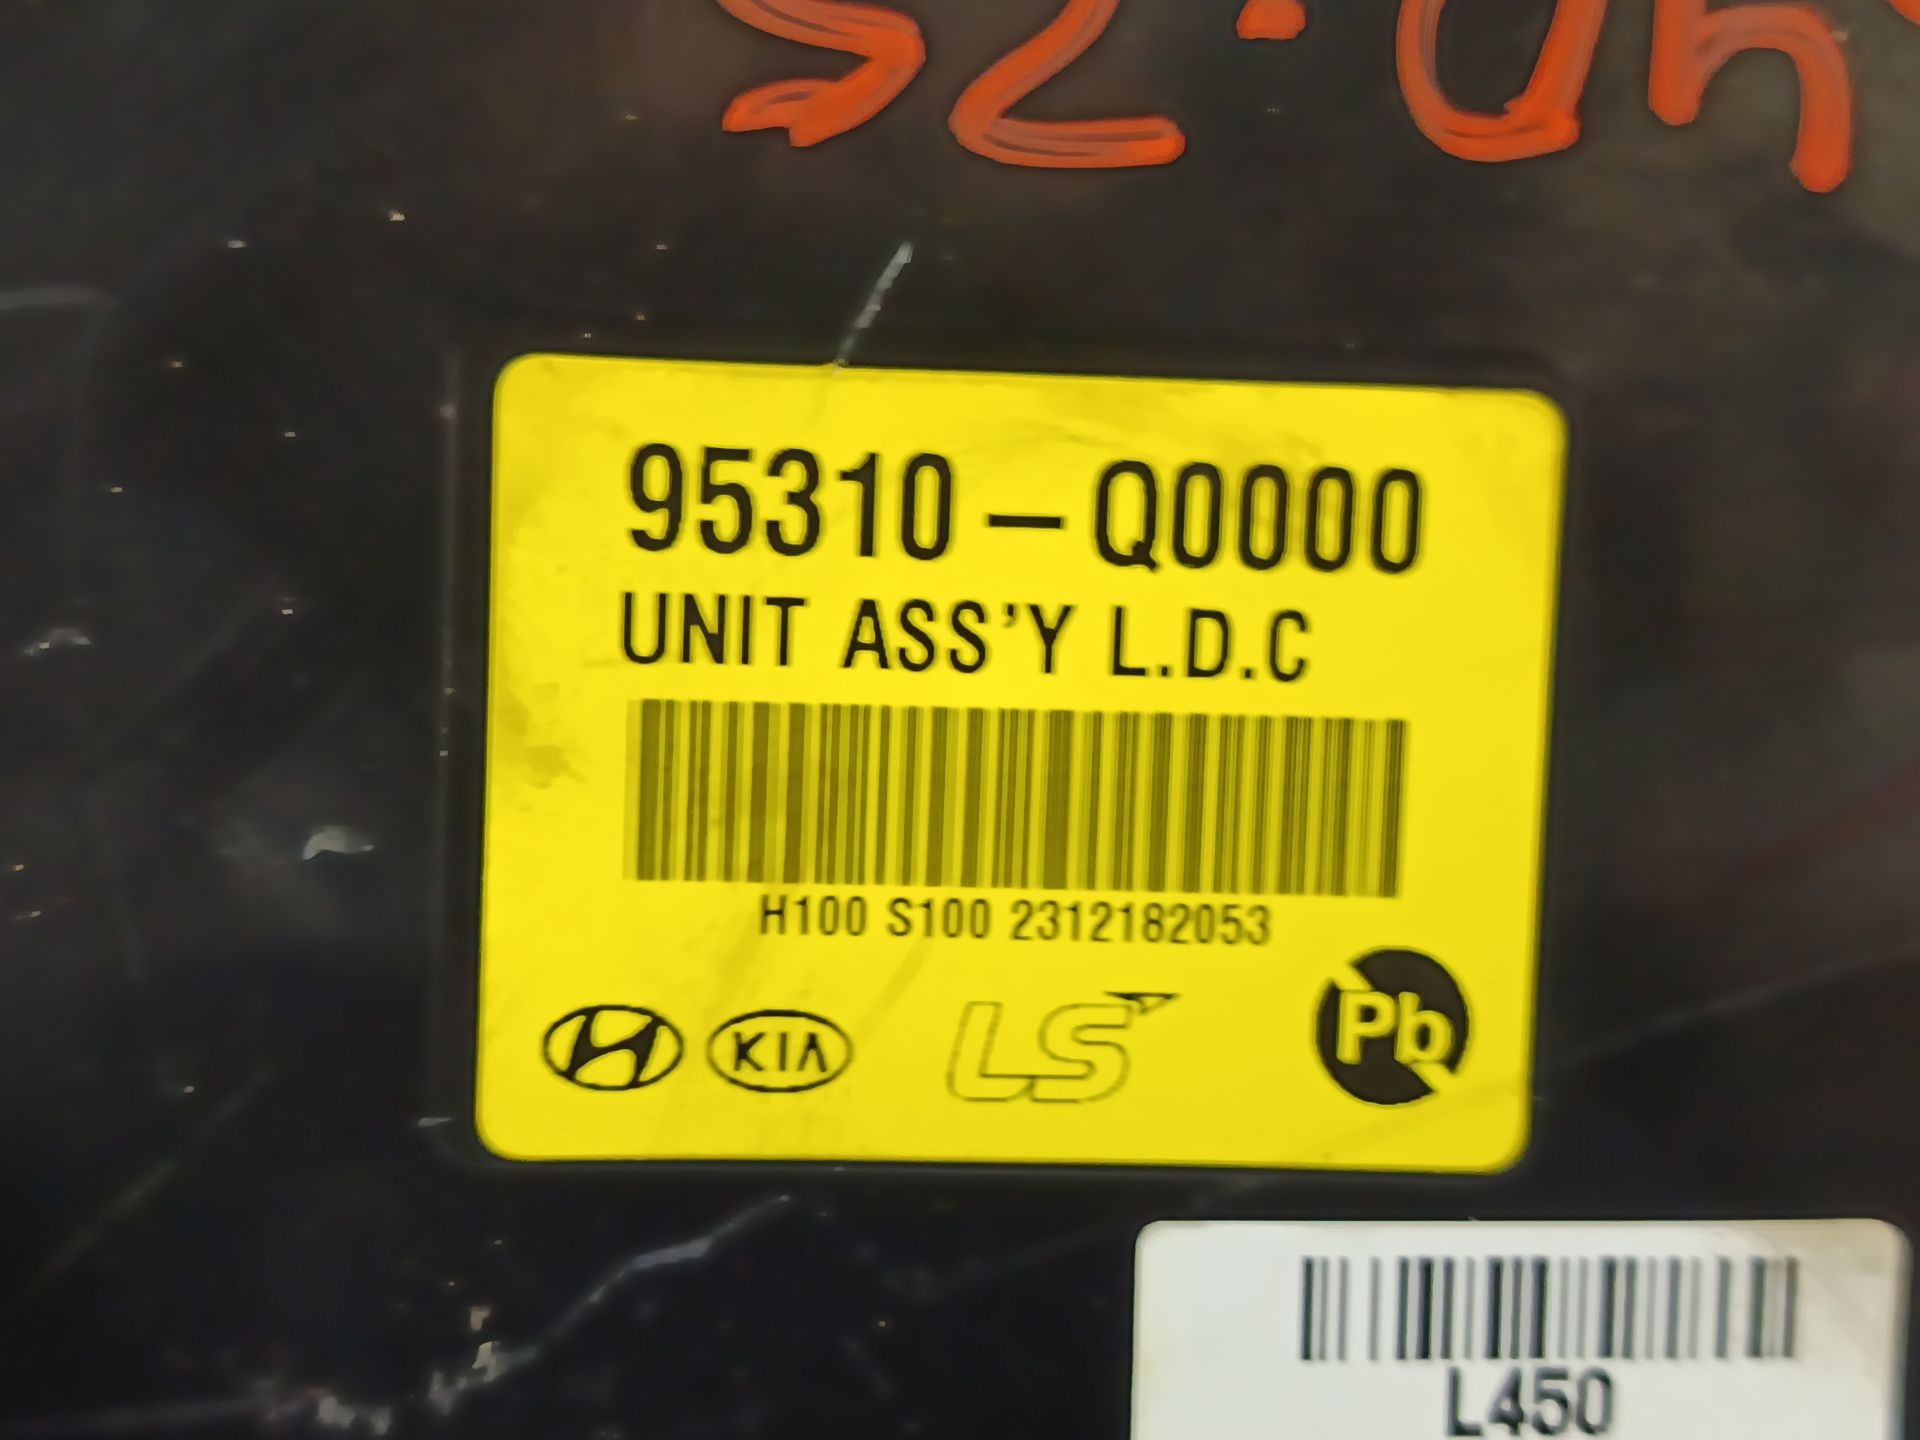 95310-Q0000
UNIT ASS'Y L.D.C
H100 S100 2312182053
KIA LS Pb
L450